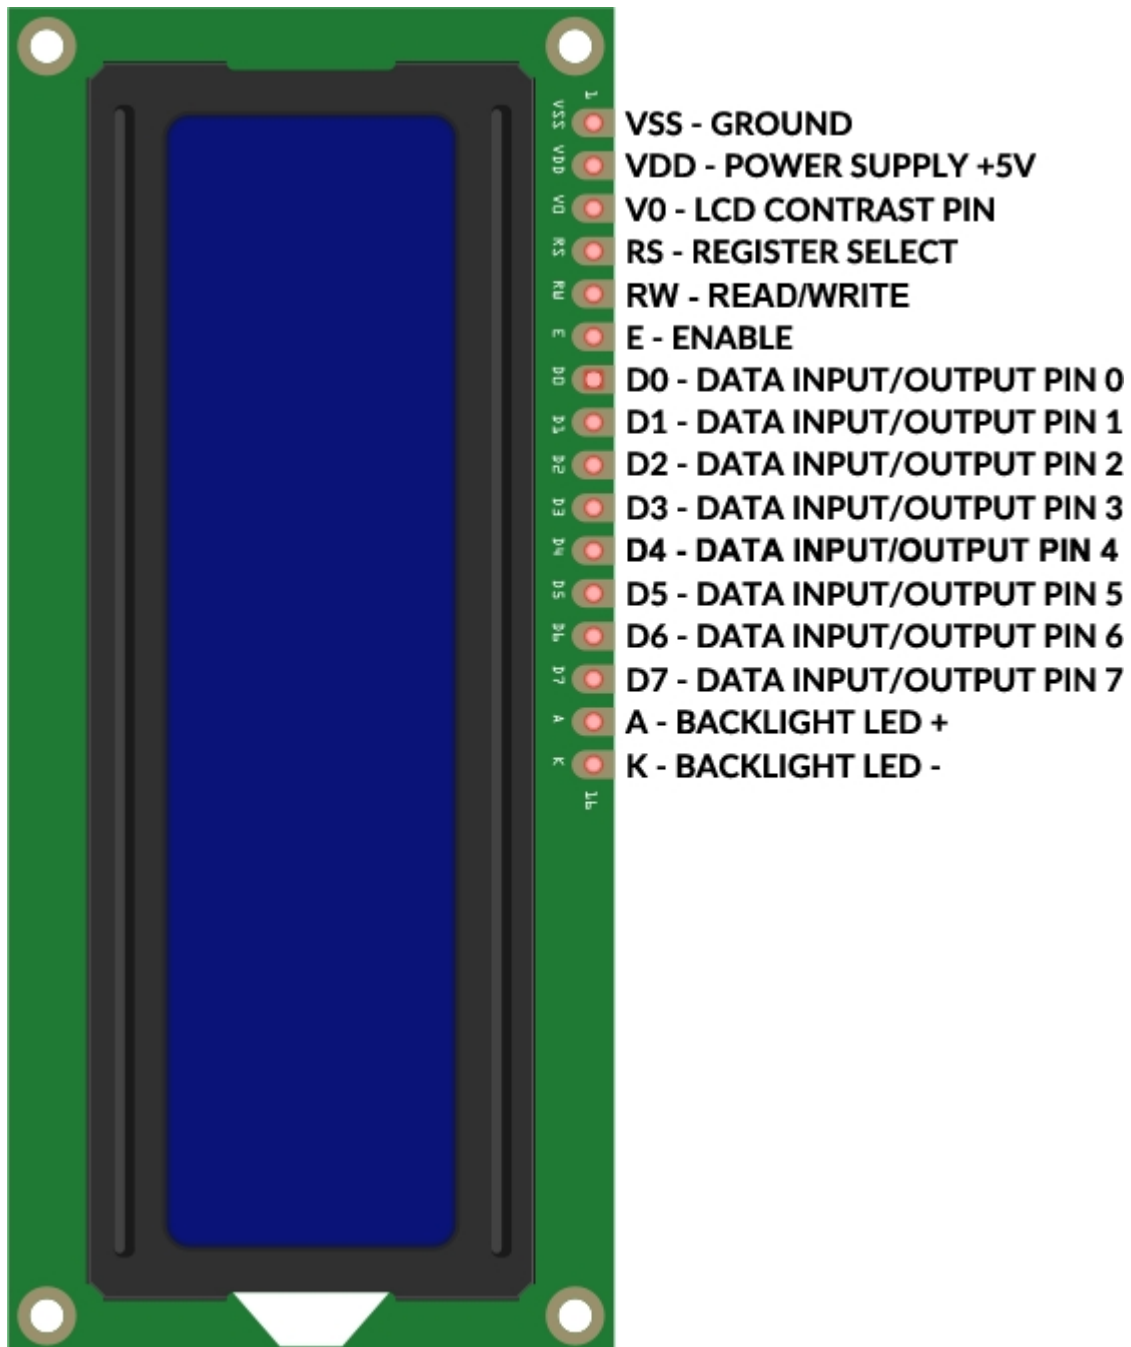 1
VSS VSS - GROUND
VDD VDD - POWER SUPPLY +5V
V0 V0 - LCD CONTRAST PIN
RS RS - REGISTER SELECT
RW RW - READ/WRITE
E E - ENABLE
D0 D0 - DATA INPUT/OUTPUT PIN 0
D1 D1 - DATA INPUT/OUTPUT PIN 1
D2 D2 - DATA INPUT/OUTPUT PIN 2
D3 D3 - DATA INPUT/OUTPUT PIN 3
D4 D4 - DATA INPUT/OUTPUT PIN 4
D5 D5 - DATA INPUT/OUTPUT PIN 5
D6 D6 - DATA INPUT/OUTPUT PIN 6
D7 D7 - DATA INPUT/OUTPUT PIN 7
A A - BACKLIGHT LED +
K K - BACKLIGHT LED -
16